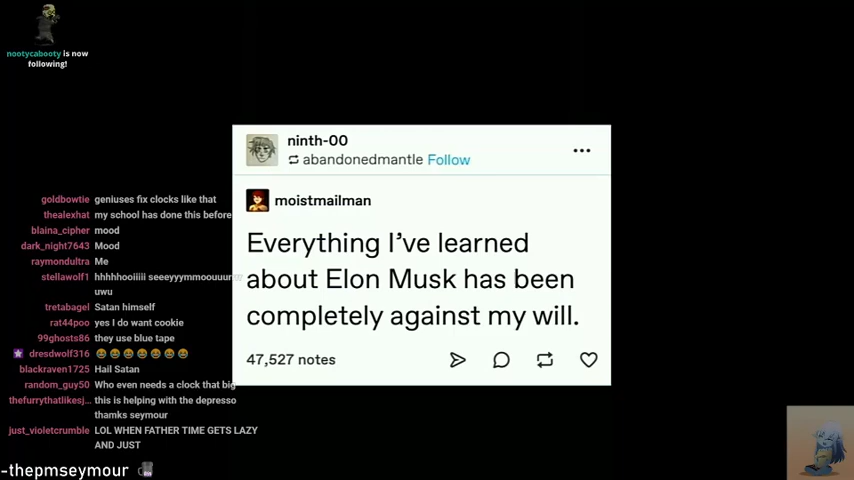 nootycabooty is now
following!
ninth-00
abandonedmantle Follow
moistmailman
Everything I've learned
about Elon Musk has been
completely against my will.
47,527 notes
goldbowtie geniuses fix clocks like that
thealexhat my school has done this before
blaina_cipher mood
dark_night7643 Mood
raymondultra Me
stellawolf1 hhhhhooiiiii seeeyyymmoouuurr
uwu
tretabagel Satan himself
rat44poo yes I do want cookie
99ghosts86 they use blue tape
dresdwolf316
blackraven1725 Hail Satan
random_guy50 Who even needs a clock that big
thefurrythatlikesj... this is helping with the depresso
thamks seymour
just_violetcrumble LOL WHEN FATHER TIME GETS LAZY
AND JUST
-thepmseymour